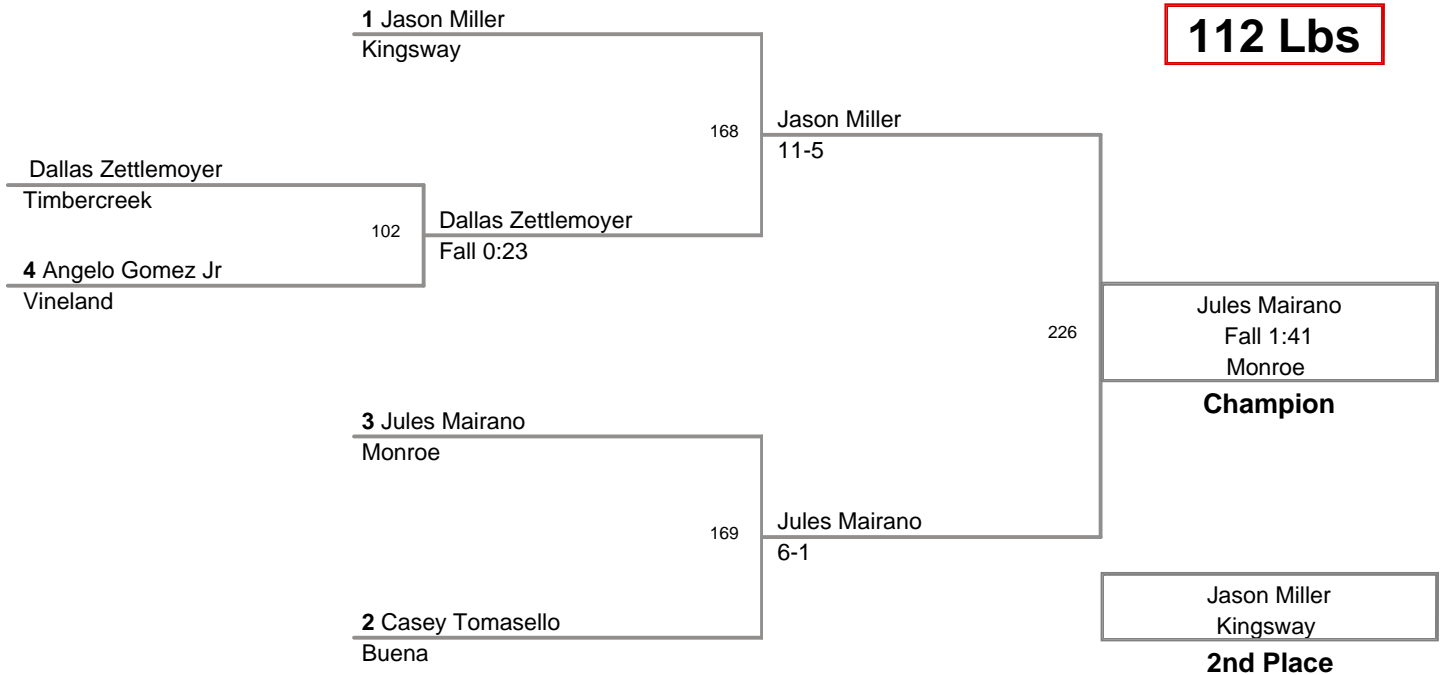 1 Jason Miller
Kingsway
112 Lbs
168
Jason Miller
11-5
Dallas Zettlemoyer
Timbercreek
102
Dallas Zettlemoyer
Fall 0:23
4 Angelo Gomez Jr
Vineland
226
Jules Mairano
Fall 1:41
Monroe
Champion
3 Jules Mairano
Monroe
169
Jules Mairano
6-1
2 Casey Tomasello
Buena
Jason Miller
Kingsway
2nd Place